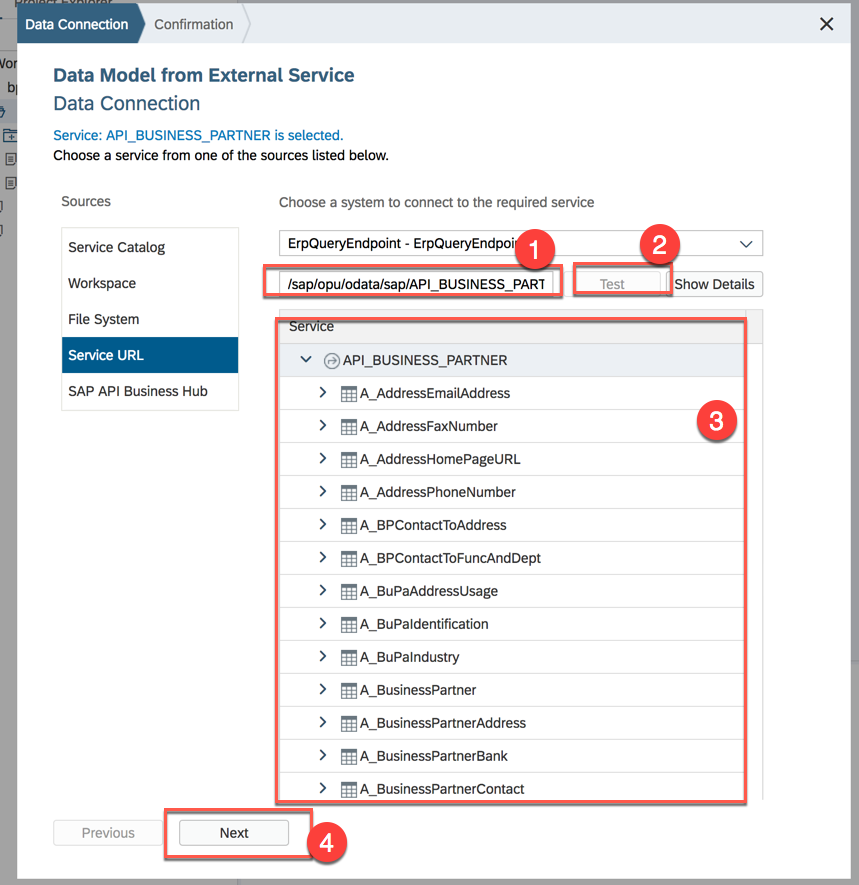 Project Explorer
Data Connection
Confirmation
Data Model from External Service
Data Connection
Service: API_BUSINESS_PARTNER is selected.
Choose a service from one of the sources listed below.
Sources
Choose a system to connect to the required service
Service Catalog
Workspace
File System
Service URL
SAP API Business Hub
ErpQueryEndpoint - ErpQueryEndpoi
1
2
/sap/opu/odata/sap/API_BUSINESS_PART
Test
Show Details
Service
API_BUSINESS_PARTNER
A_AddressEmailAddress
A_AddressFaxNumber
3
A_AddressHomePageURL
A_AddressPhoneNumber
A_BPContactToAddress
A_BPContactToFuncAndDept
A_BuPaAddressUsage
A_BuPaIdentification
A_BuPaIndustry
A_BusinessPartner
A_BusinessPartnerAddress
A_BusinessPartnerBank
A_BusinessPartnerContact
Previous
Next
4